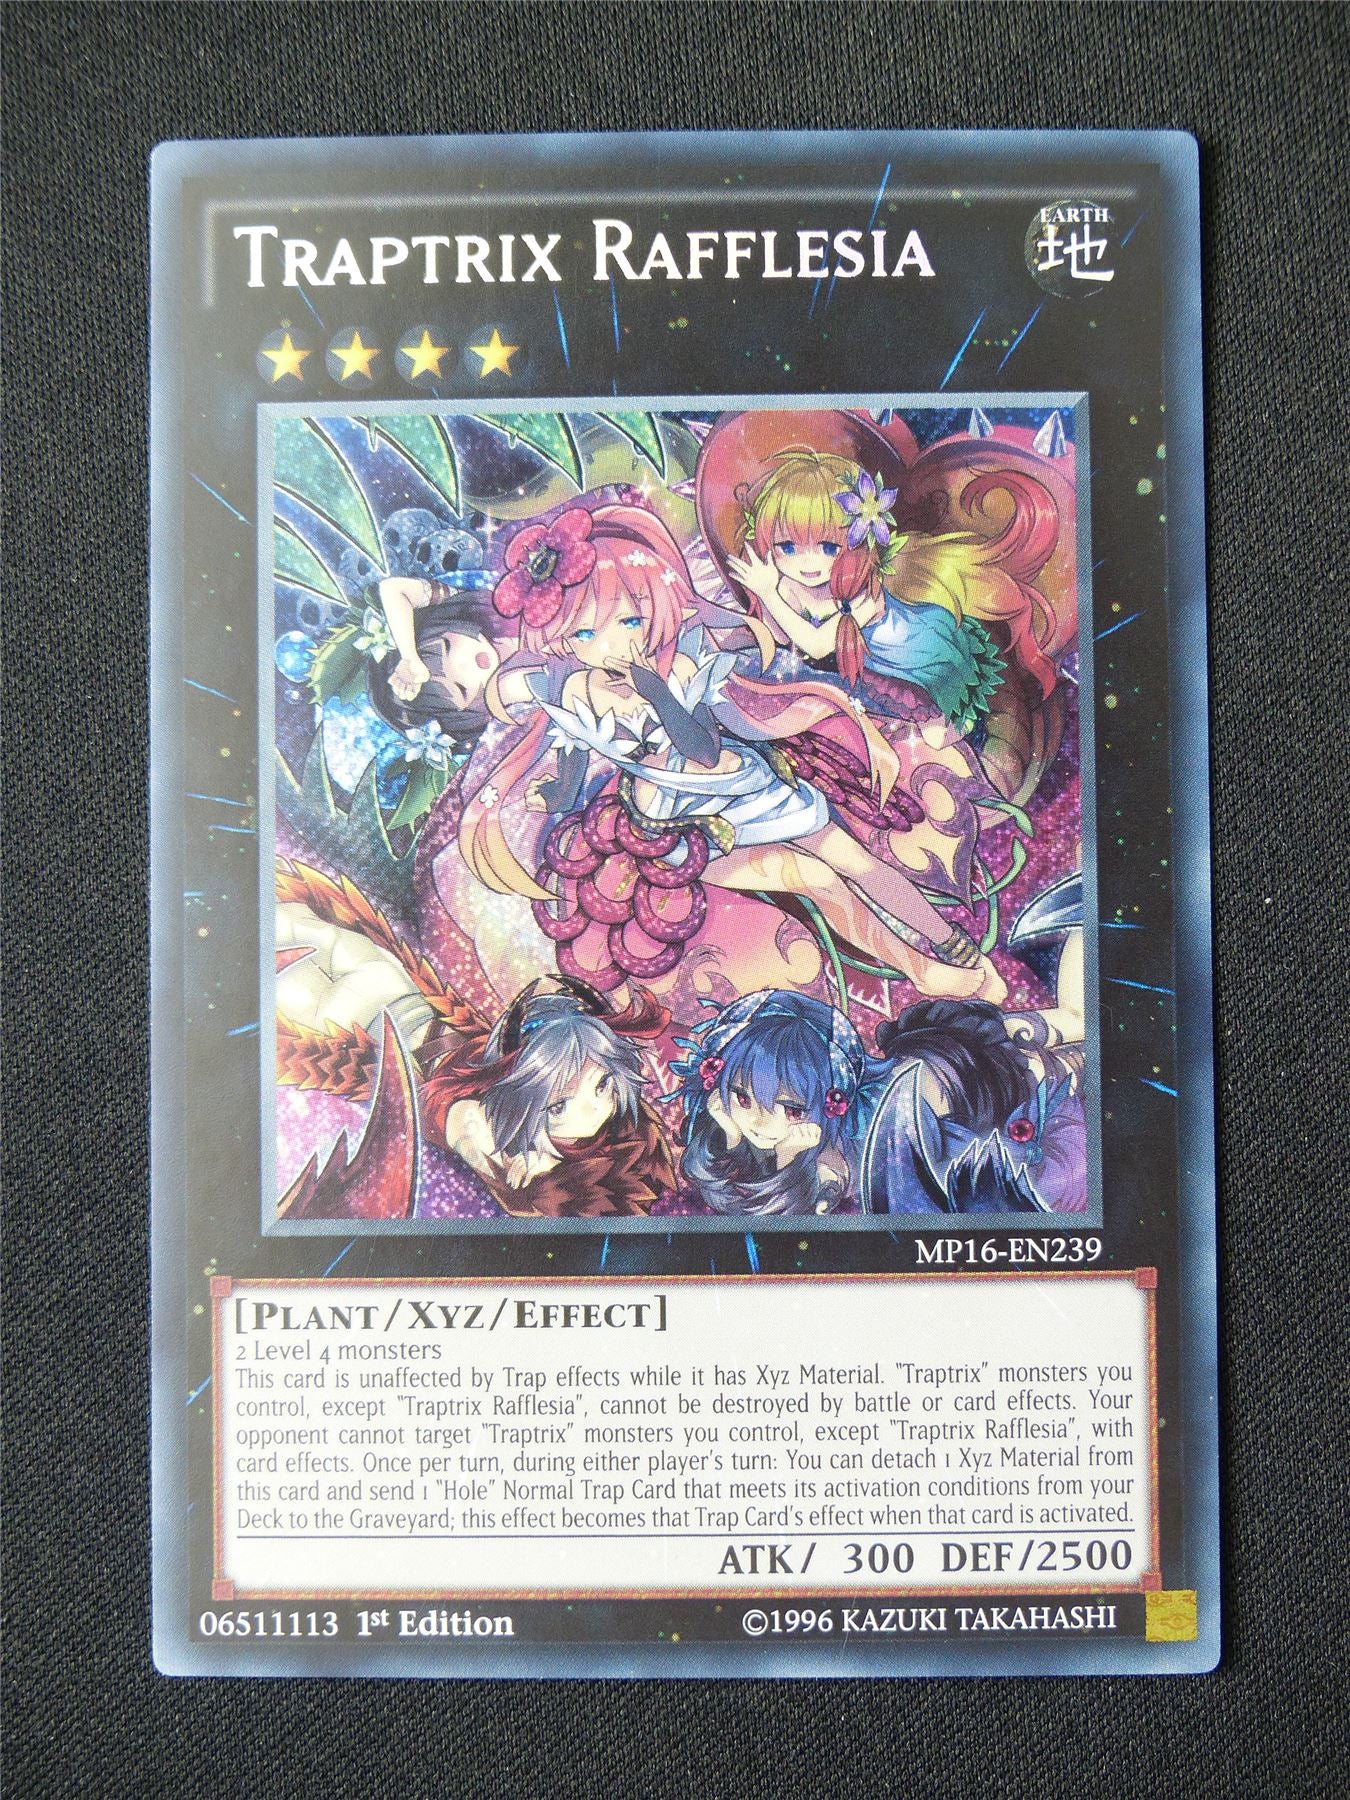 TRAPTRIX RAFFLESIA
EARTH
地
MP16-EN239
[PLANT/XYZ/EFFECT]
2 Level 4 monsters
This card is unaffected by Trap effects while it has Xyz Material. "Traptrix" monsters you
control, except "Traptrix Rafflesia", cannot be destroyed by battle or card effects. Your
opponent cannot target "Traptrix" monsters you control, except "Traptrix Rafflesia", with
card effects. Once per turn, during either player's turn: You can detach 1 Xyz Material from
this card and send 1 "Hole" Normal Trap Card that meets its activation conditions from your
Deck to the Graveyard; this effect becomes that Trap Card's effect when that card is activated.
ATK/ 300 DEF/2500
06511113 1st Edition ©1996 KAZUKI TAKAHASHI